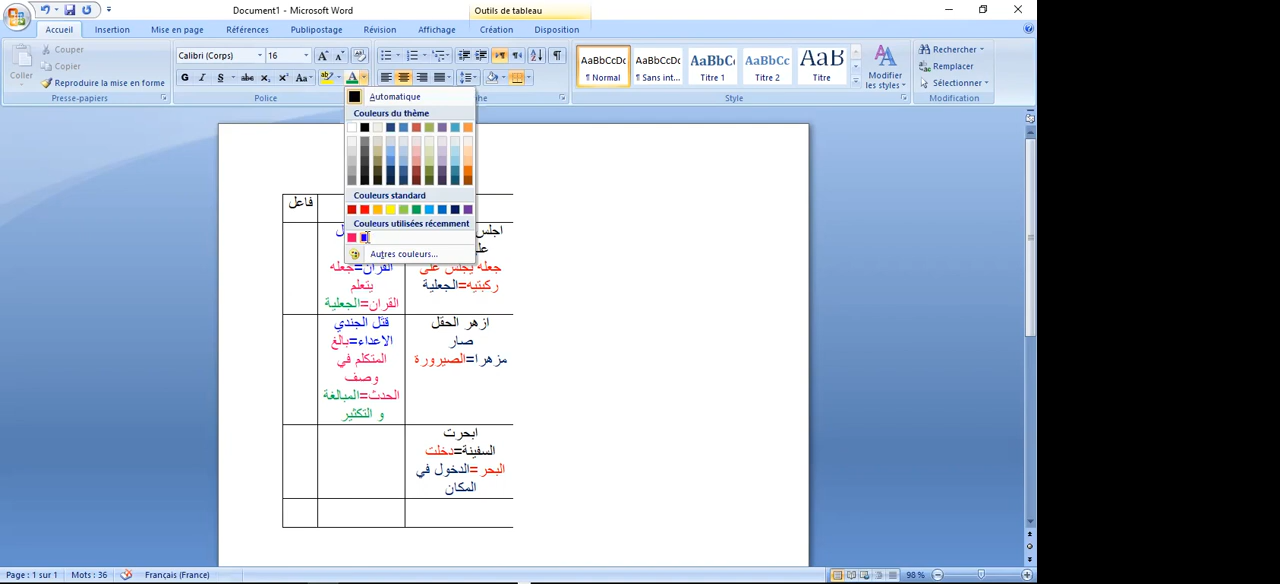 Document1 - Microsoft Word
Outils de tableau
Accueil Insertion Mise en page Références Publipostage Révision Affichage Création Disposition
Coller
Couper
Copier
Reproduire la mise en forme
Presse-papiers
Calibri (Corps) 16
G I S abc X₂ X² Aa
Police
AaBbCcDc AaBbCcDc AaBbCc AaBbCc AaB
¶ Normal ¶ Sans int... Titre 1 Titre 2 Titre
Modifier les styles
Style
Rechercher
Remplacer
Sélectionner
Modification
Automatique
Couleurs du thème
Couleurs standard
Couleurs utilisées récemment
Autres couleurs...
فاعل
اجلس
القران=جعله
يتعلم
القران=الجعلية
جعله يجلس على
ركبتيه=الجعلية
قتل الجندي
الاعداء=بالغ
المتكلم في
وصف
الحدث=المبالغة
و التكثير
ازهر الحقل
صار
مزهرا=الصيرورة
ابحرت
السفينة=دخلت
البحر =الدخول في
المكان
Page : 1 sur 1 Mots : 36 Français (France) 98 %